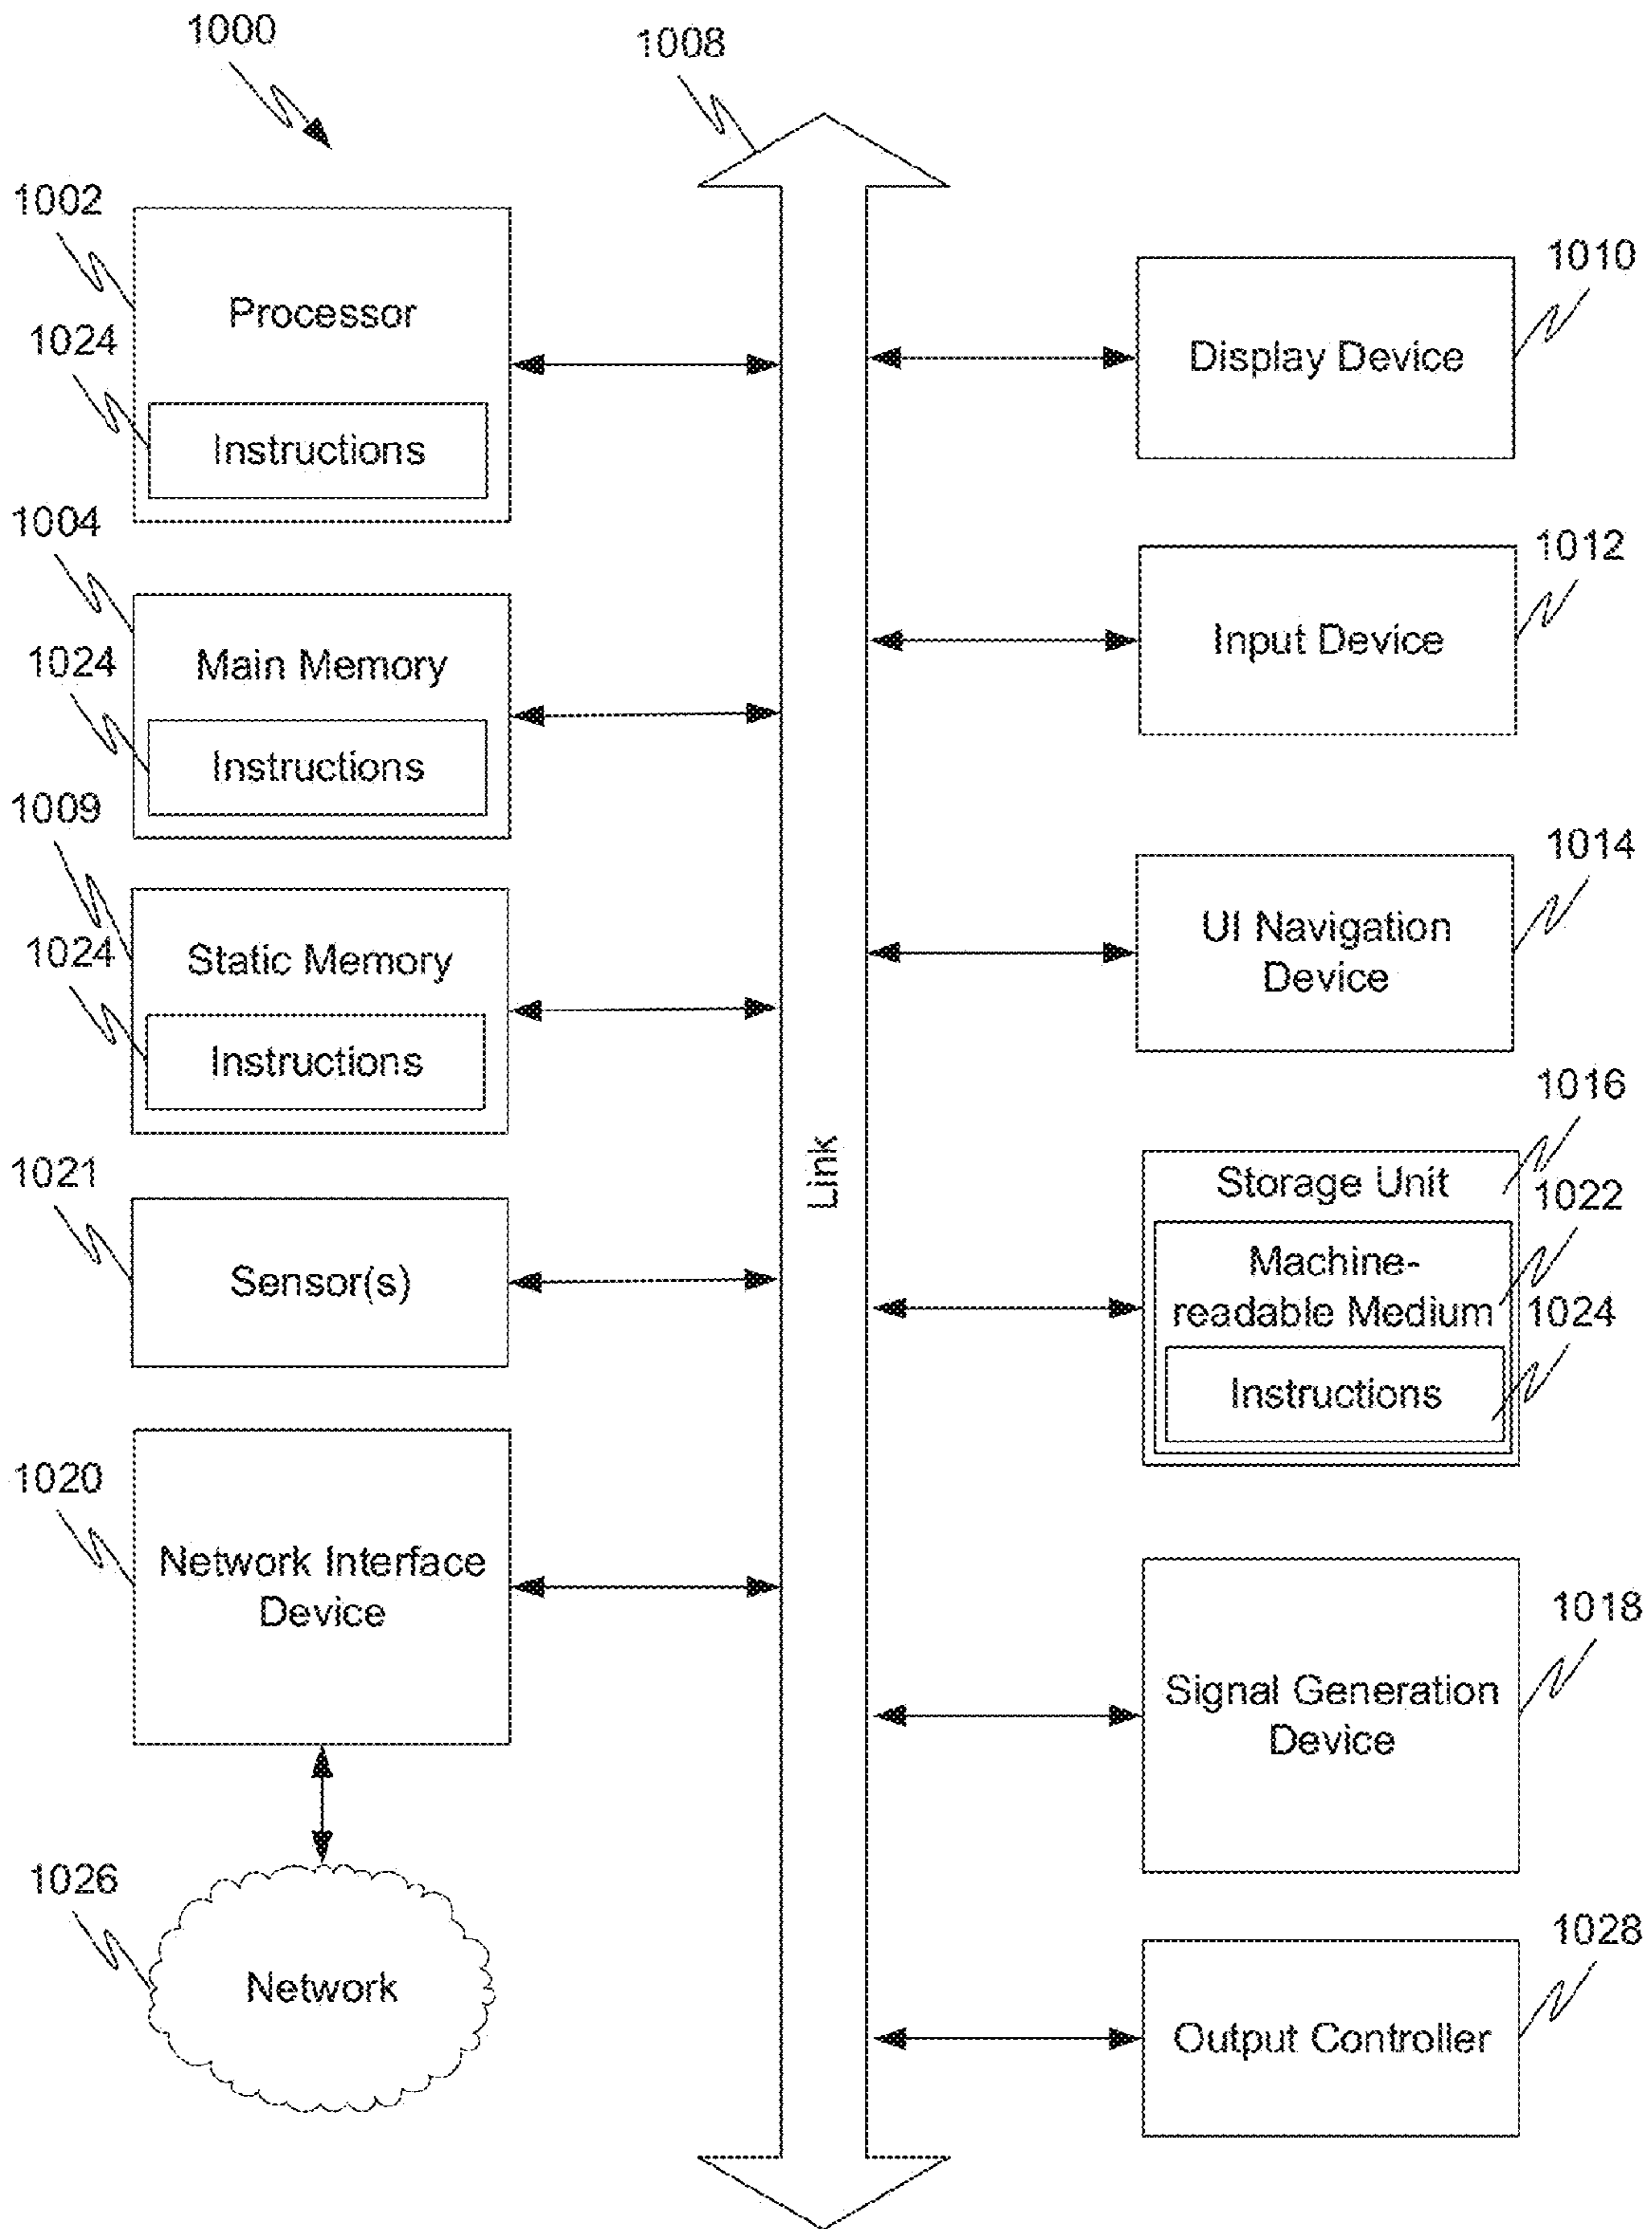 1000
1008
1002
Processor
1024
Instructions
1004
Main Memory
1024
Instructions
1009
Static Memory
1024
Instructions
1021
Sensor(s)
1020
Network Interface
Device
1026
Network
Link
1010
Display Device
1012
Input Device
1014
UI Navigation
Device
1016
Storage Unit
1022
Machine-
readable Medium
1024
Instructions
1018
Signal Generation
Device
1028
Output Controller